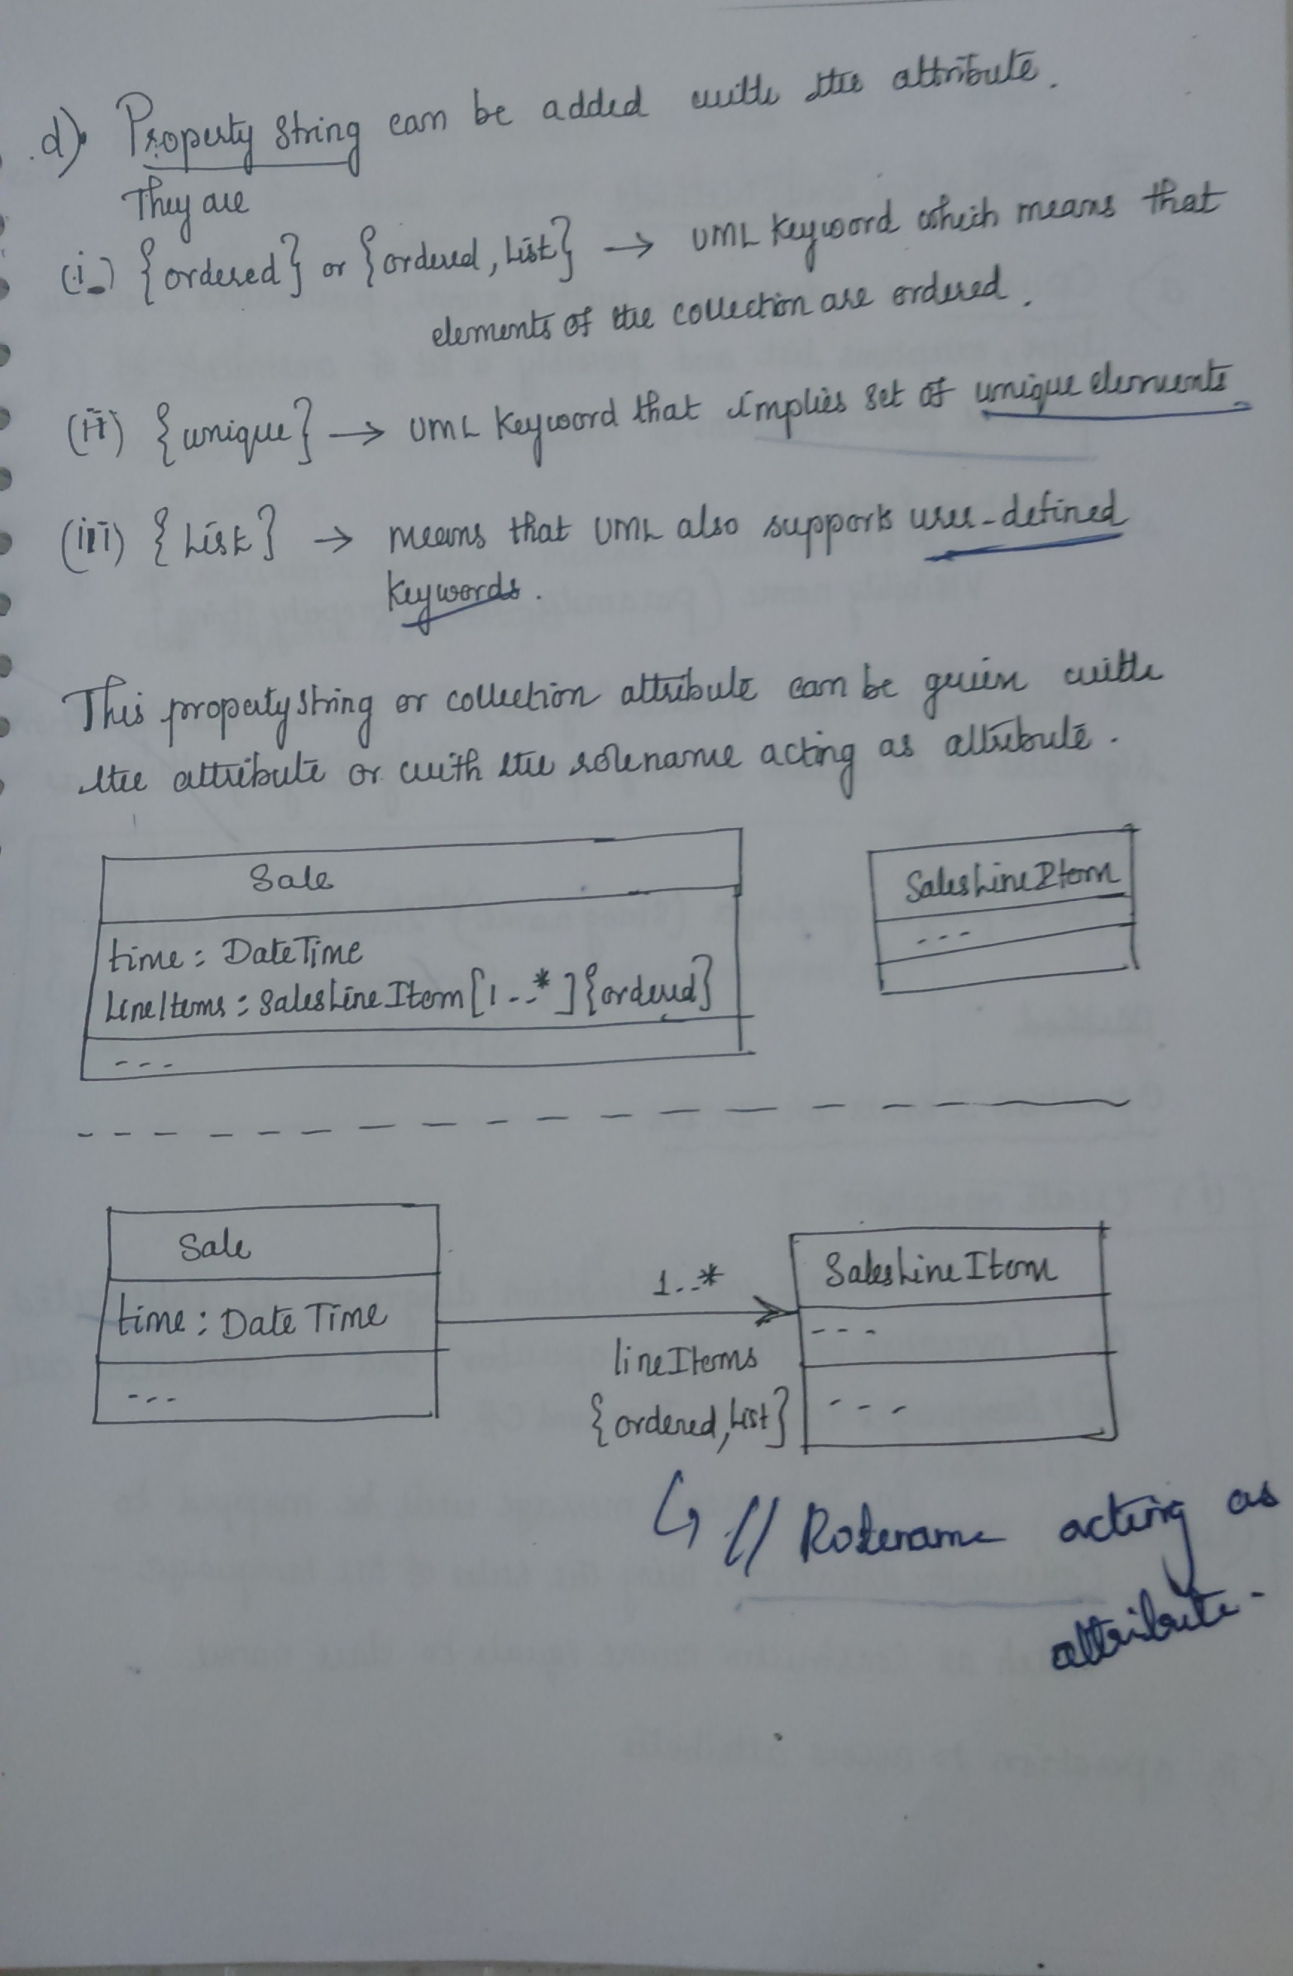 d) Property string can be added with the attribute.
They are
(i) {ordered} or {ordered, List} → UML keyword which means that
elements of the collection are ordered.
(ii) {unique} → UML keyword that implies set of unique elements
(iii) {List} → means that UML also supports user-defined
keywords.
This property string or collection attribute can be given with
the attribute or with the rolename acting as attribute.
Sale
time : DateTime
LineItems : SalesLineItem [1..*] {ordered}
---
SalesLineItem
---
Sale
time : DateTime
---
1..*
lineItems
{ordered, List}
SalesLineItem
---
---
↳ // Rolename acting as
attribute.